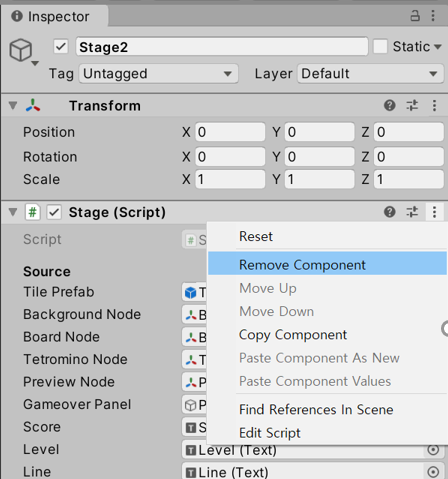 Inspector
Stage2
Static
Tag Untagged Layer Default
Transform
Position X 0 Y 0 Z 0
Rotation X 0 Y 0 Z 0
Scale X 1 Y 1 Z 1
# Stage (Script)
Script # S
Reset
Source
Remove Component
Tile Prefab T
Move Up
Background Node B
Move Down
Board Node B
Copy Component
Tetromino Node T
Paste Component As New
Preview Node P
Paste Component Values
Gameover Panel P
Find References In Scene
Score T S
Edit Script
Level T Level (Text)
Line T Line (Text)